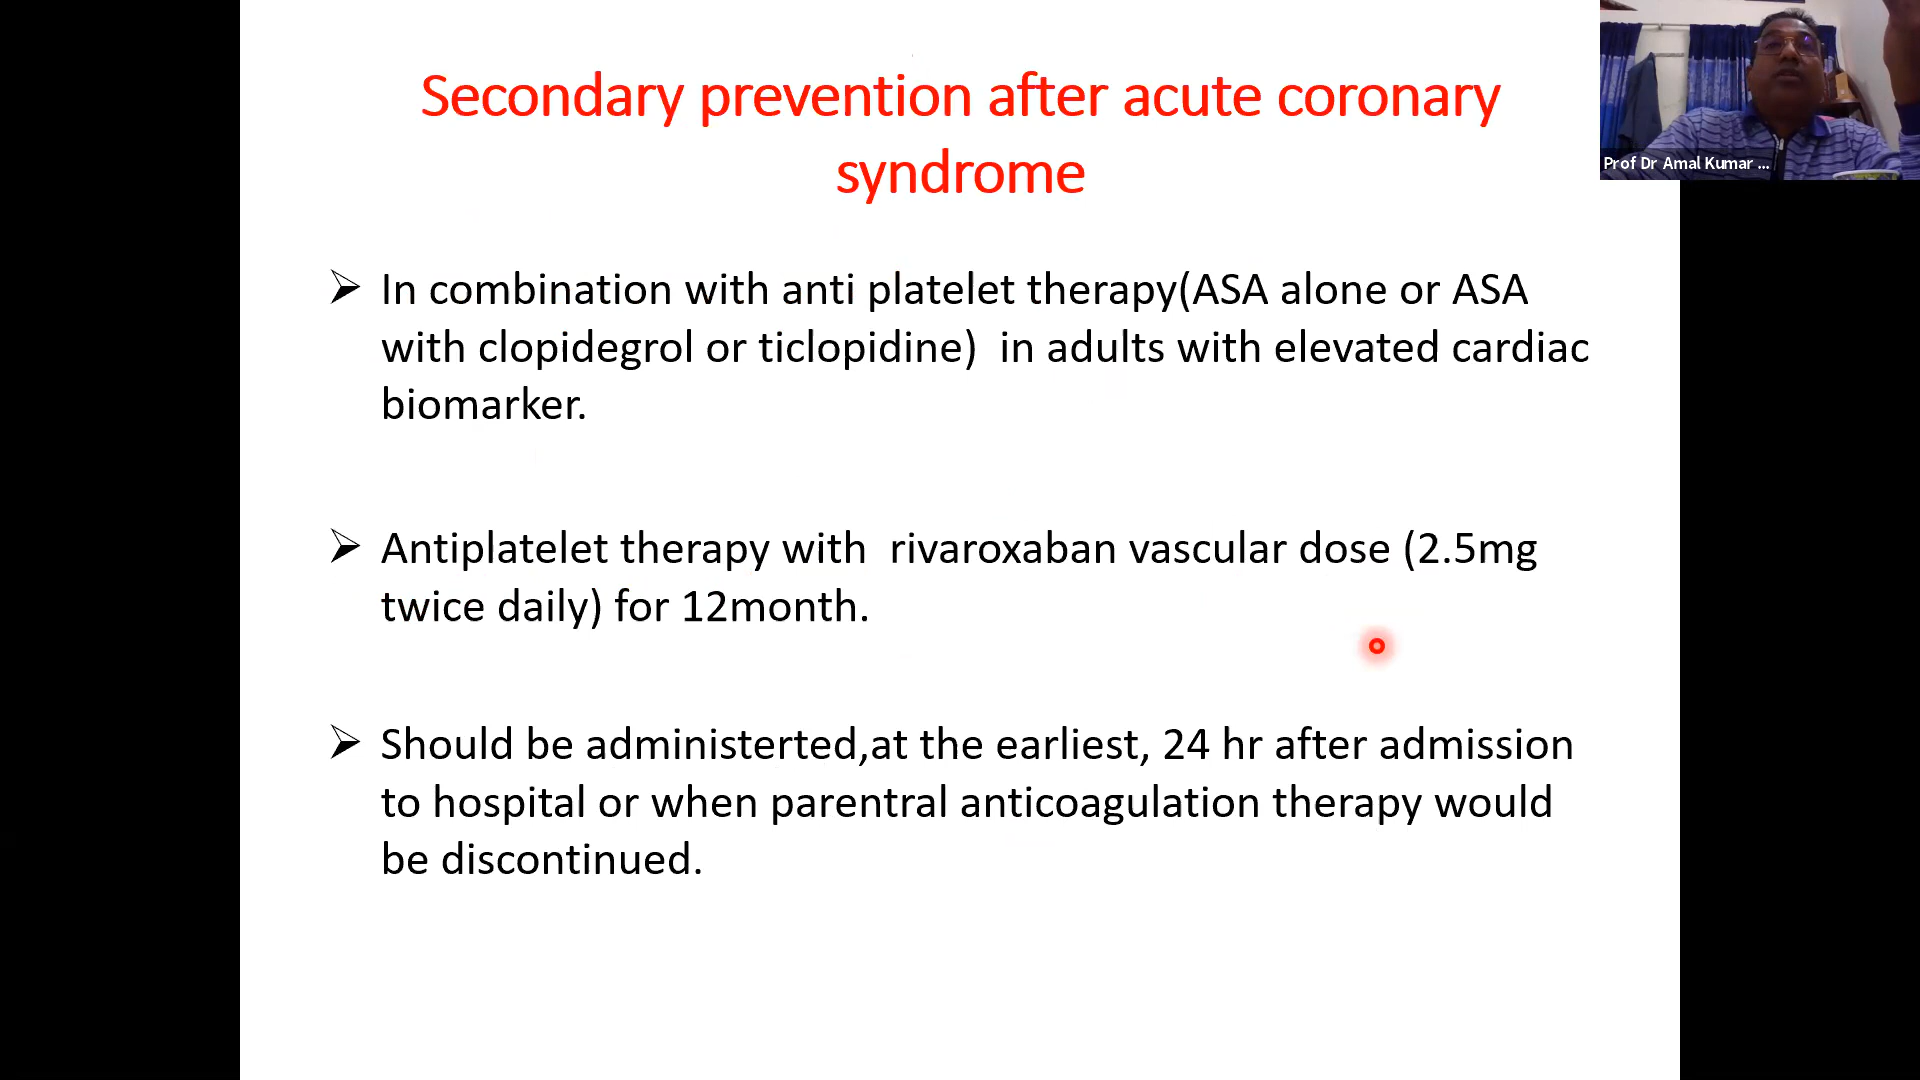 Secondary prevention after acute coronary
syndrome
Prof Dr Amal Kumar ...
➢ In combination with anti platelet therapy(ASA alone or ASA
with clopidegrol or ticlopidine)  in adults with elevated cardiac
biomarker.
➢ Antiplatelet therapy with  rivaroxaban vascular dose (2.5mg
twice daily) for 12month.
➢ Should be administerted,at the earliest, 24 hr after admission
to hospital or when parentral anticoagulation therapy would
be discontinued.